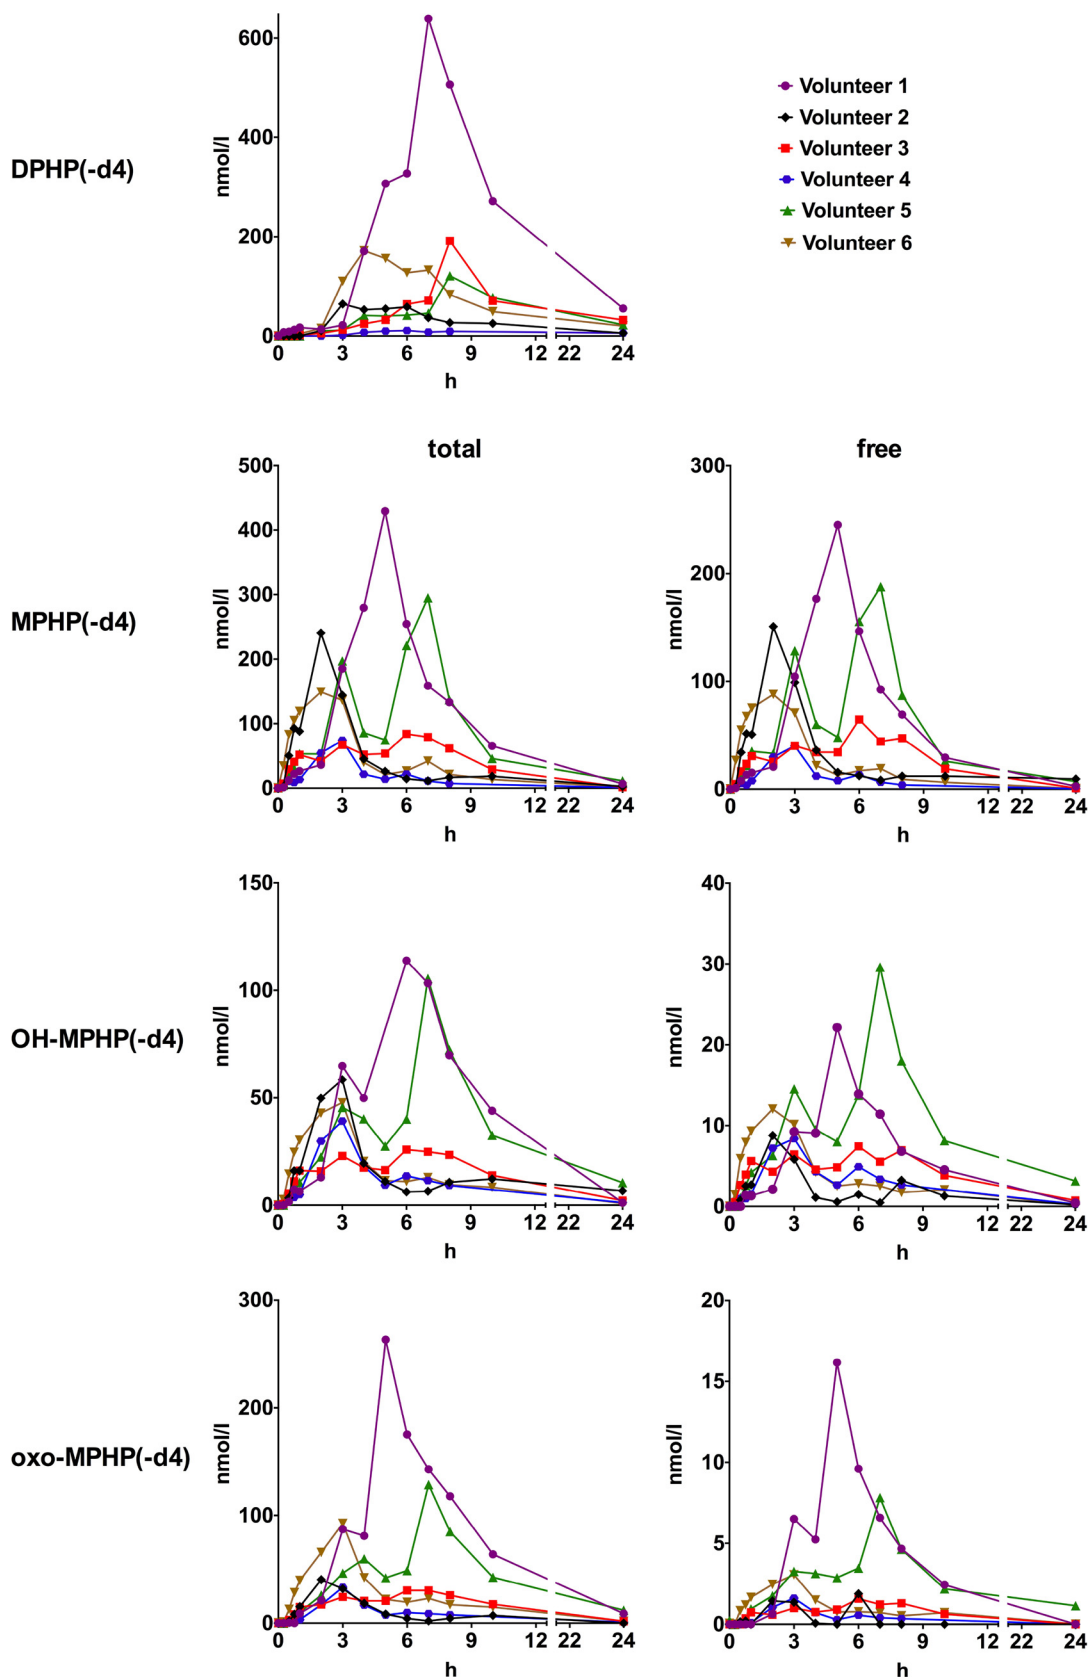 DPHP(-d4)
nmol/l
600
400
200
0
0 3 6 9 12 22 24
h
Volunteer 1
Volunteer 2
Volunteer 3
Volunteer 4
Volunteer 5
Volunteer 6
total
free
MPHP(-d4)
nmol/l
500
400
300
200
100
0
0 3 6 9 12 22 24
h
nmol/l
300
200
100
0
0 3 6 9 12 22 24
h
OH-MPHP(-d4)
nmol/l
150
100
50
0
0 3 6 9 12 22 24
h
nmol/l
40
30
20
10
0
0 3 6 9 12 22 24
h
oxo-MPHP(-d4)
nmol/l
300
200
100
0
0 3 6 9 12 22 24
h
nmol/l
20
15
10
5
0
0 3 6 9 12 22 24
h